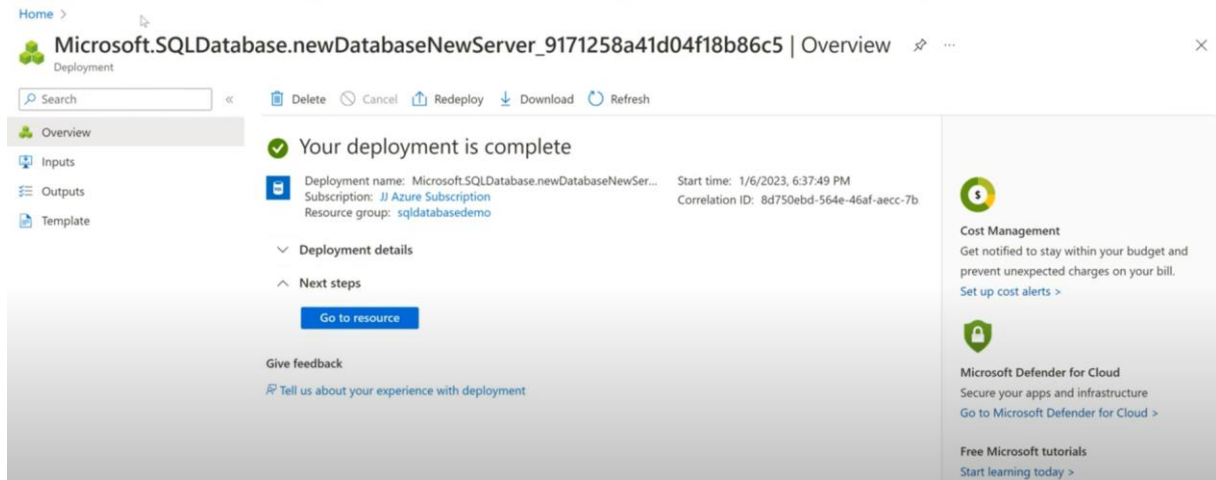 Home >
Microsoft.SQLDatabase.newDatabaseNewServer_9171258a41d04f18b86c5 | Overview
Deployment
Search
Delete Cancel Redeploy Download Refresh
Overview
Inputs
Outputs
Template
Your deployment is complete
Deployment name: Microsoft.SQLDatabase.newDatabaseNewSer...
Subscription: JJ Azure Subscription
Resource group: sqldatabasedemo
Start time: 1/6/2023, 6:37:49 PM
Correlation ID: 8d750ebd-564e-46af-aecc-7b
Deployment details
Next steps
Go to resource
Give feedback
Tell us about your experience with deployment
Cost Management
Get notified to stay within your budget and
prevent unexpected charges on your bill.
Set up cost alerts >
Microsoft Defender for Cloud
Secure your apps and infrastructure
Go to Microsoft Defender for Cloud >
Free Microsoft tutorials
Start learning today >